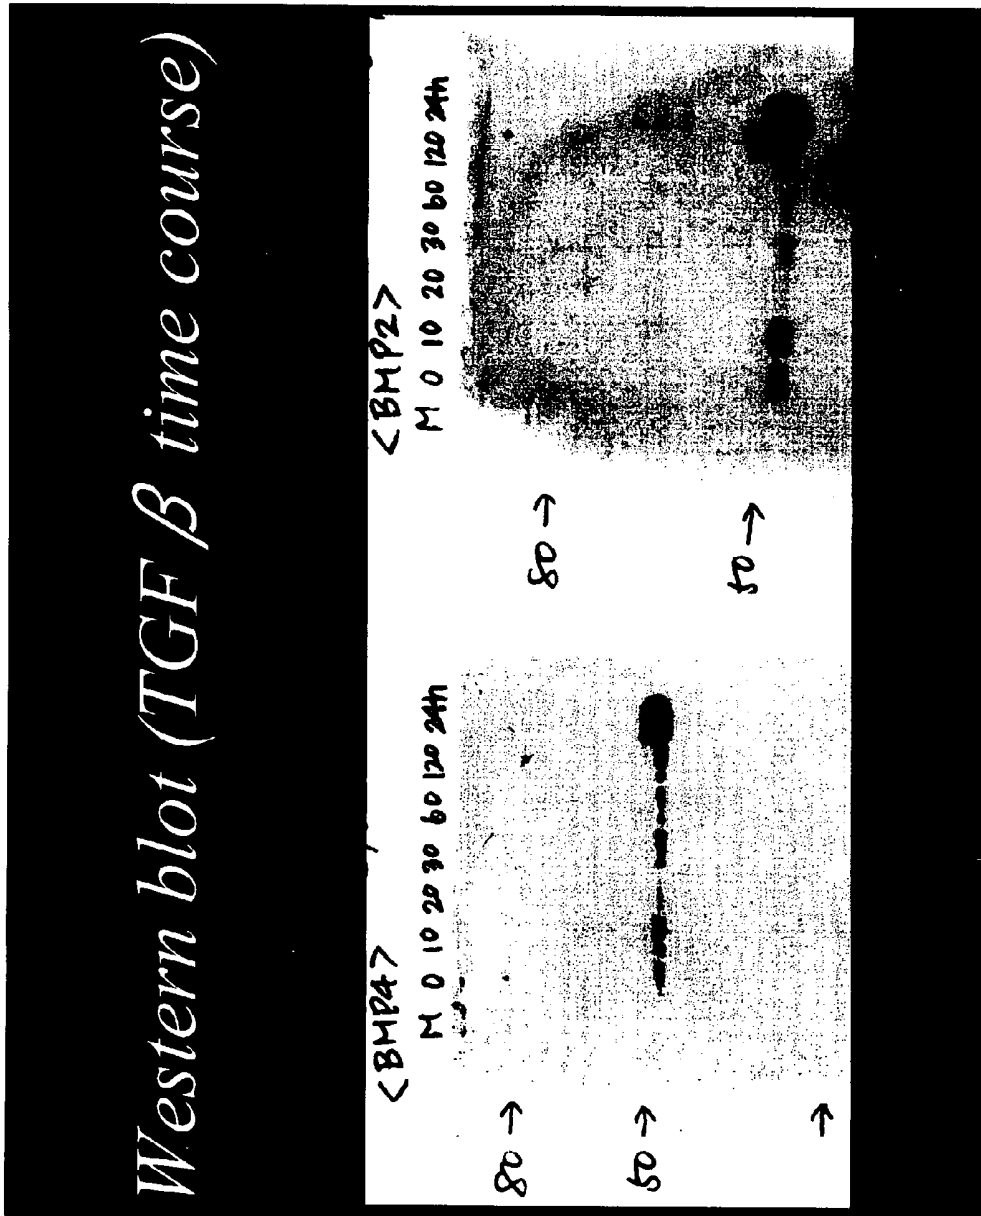 Western blot (TGF β time course)
<BMP4>
M 0 10 20 30 60 120 24h
80 →
50 →
→
<BMP2>
M 0 10 20 30 60 120 24h
80 →
50 →